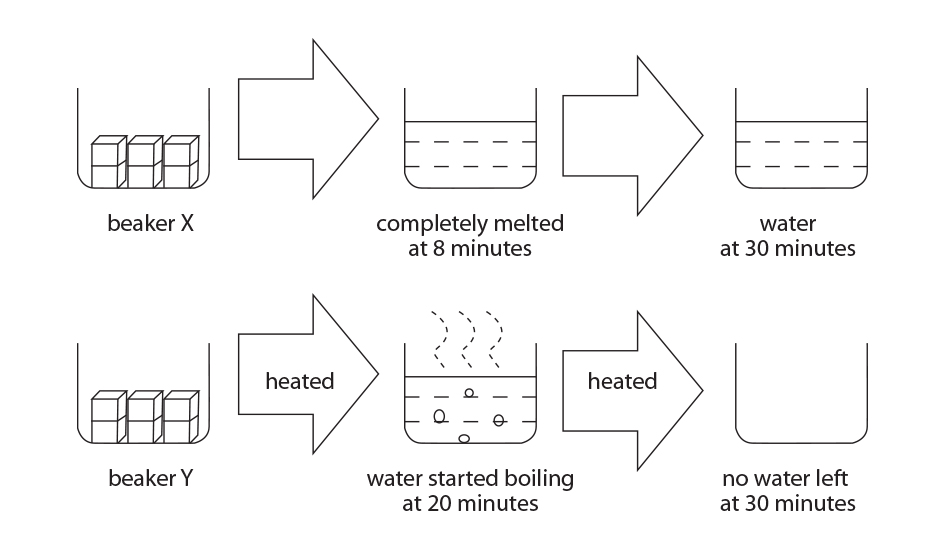 beaker X
completely melted
at 8 minutes
water
at 30 minutes
heated
heated
beaker Y
water started boiling
at 20 minutes
no water left
at 30 minutes